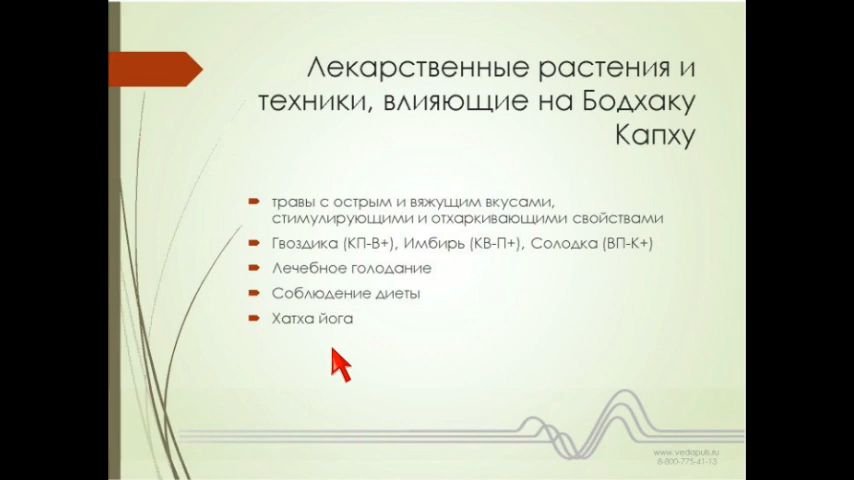 Лекарственные растения и
техники, влияющие на Бодхаку
Капху
травы с острым и вяжущим вкусами,
стимулирующими и отхаркивающими свойствами
Гвоздика (КП-В+), Имбирь (КВ-П+), Солодка (ВП-К+)
Лечебное голодание
Соблюдение диеты
Хатха йога
www.vedapuls.ru
8-800-775-41-13